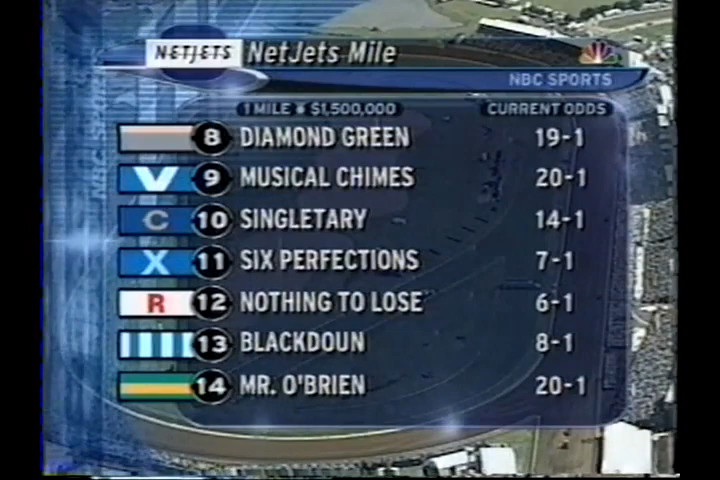 NETJETS NetJets Mile
NBC SPORTS
1 MILE 1,500,000 CURRENT ODDS
8 DIAMOND GREEN 19-1
V 9 MUSICAL CHIMES 20-1
C 10 SINGLETARY 14-1
X 11 SIX PERFECTIONS 7-1
R 12 NOTHING TO LOSE 6-1
13 BLACKDOUN 8-1
14 MR. O'BRIEN 20-1